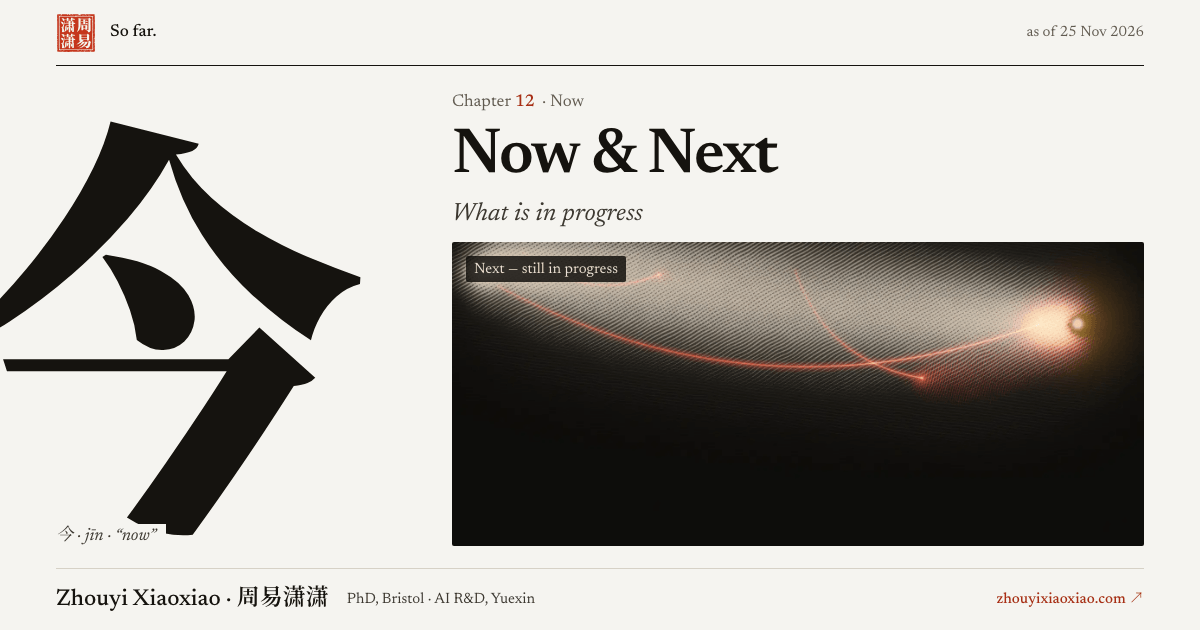 周易潇潇
So far.
as of 25 Nov 2026
Chapter 12 · Now
Now & Next
What is in progress
今
Next — still in progress
今 · jīn · “now”
Zhouyi Xiaoxiao · 周易潇潇
PhD, Bristol · AI R&D, Yuexin
zhouyixiaoxiao.com ↗